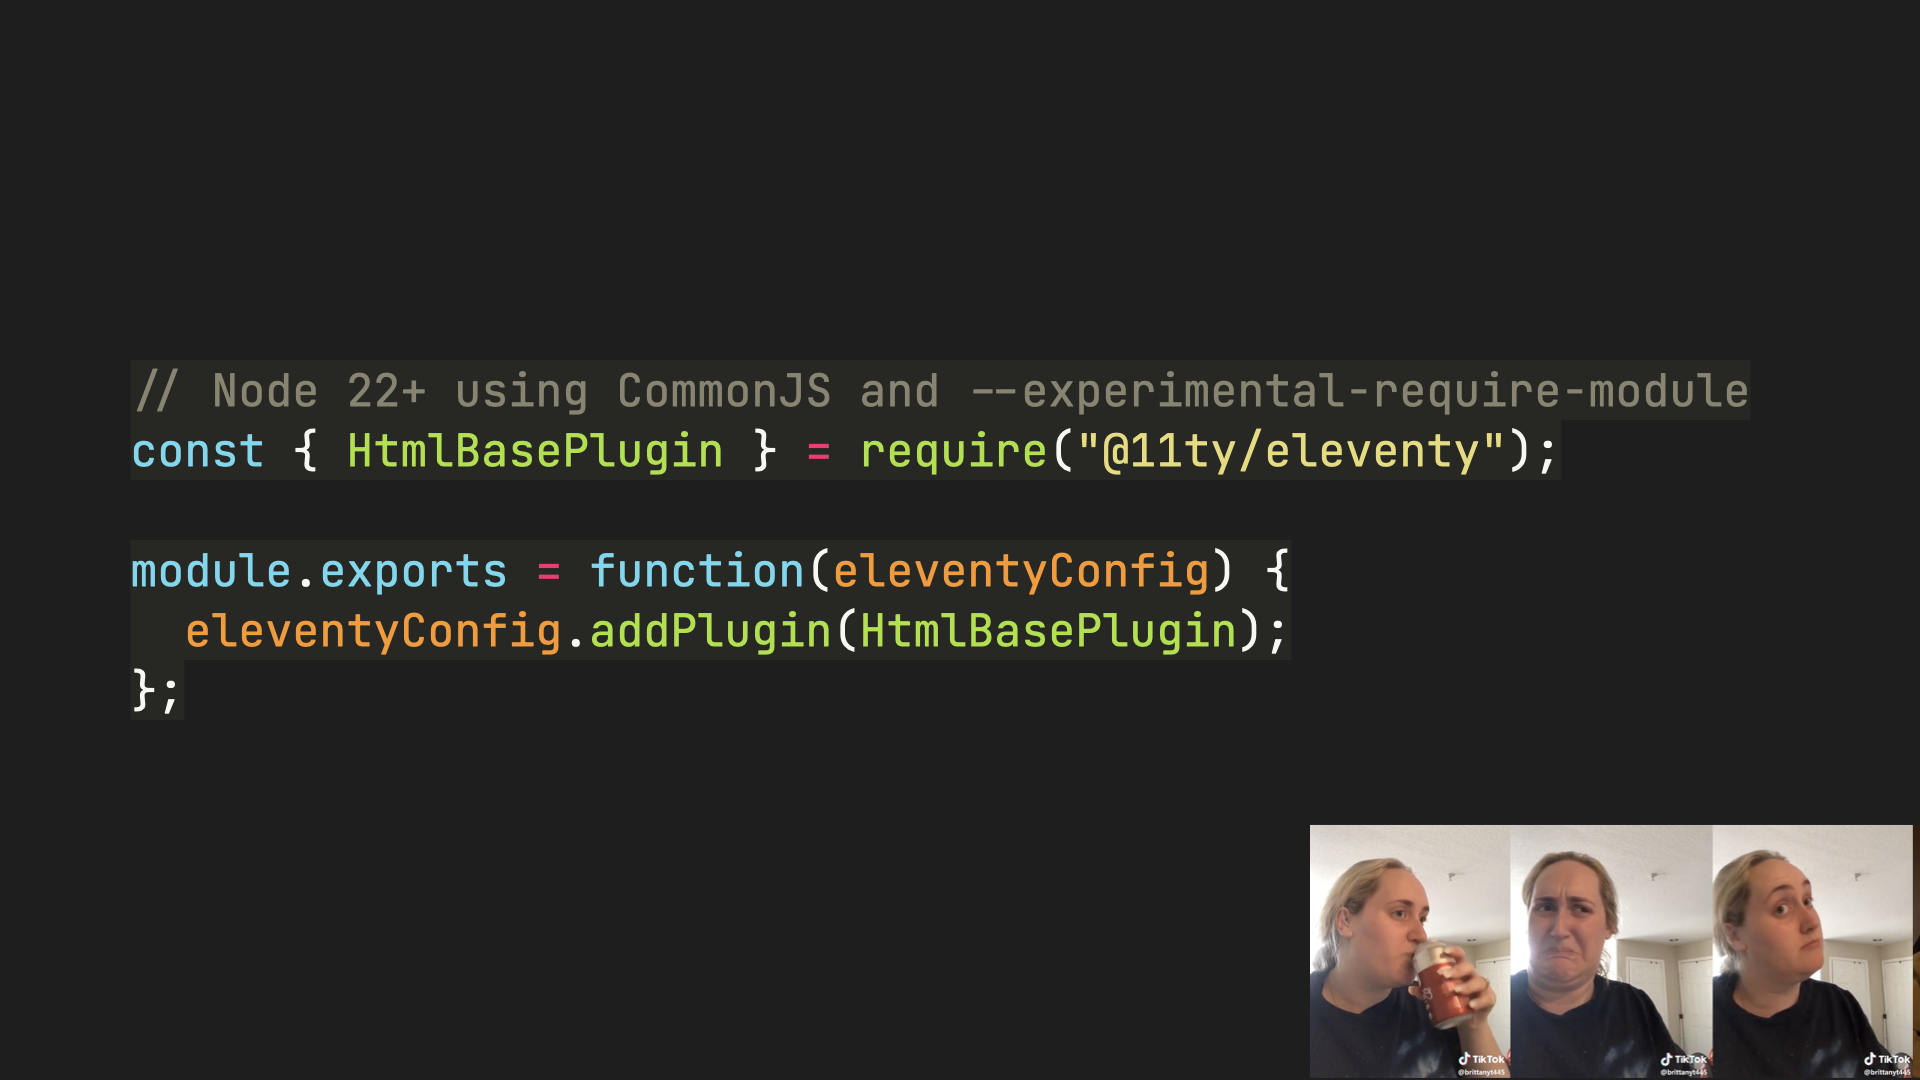 // Node 22+ using CommonJS and --experimental-require-module
const { HtmlBasePlugin } = require("@11ty/eleventy");
module.exports = function(eleventyConfig) {
  eleventyConfig.addPlugin(HtmlBasePlugin);
};
TikTok
@brittanyt445
TikTok
@brittanyt445
TikTok
@brittanyt445